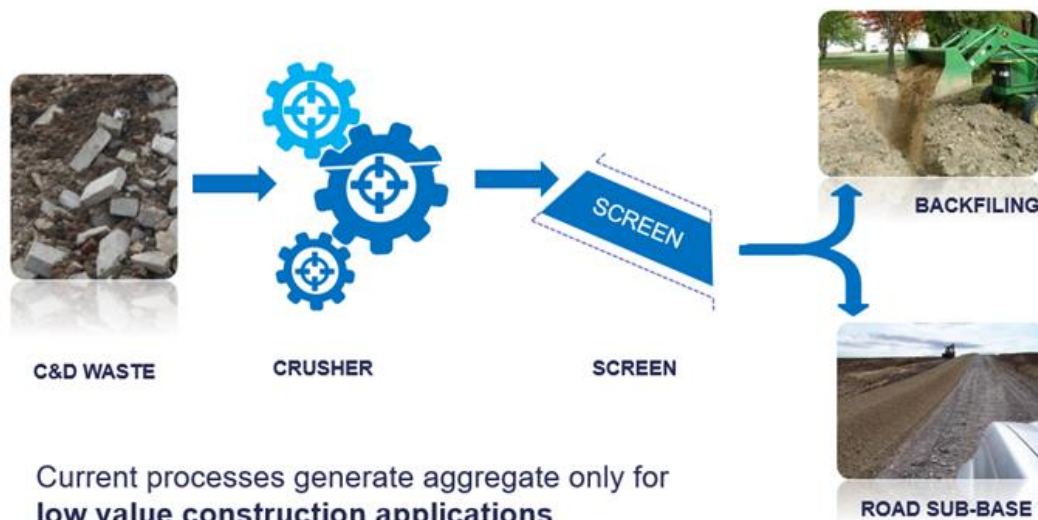 SCREEN
BACKFILING
C&D WASTE
CRUSHER
SCREEN
Current processes generate aggregate only for
low value construction applications
ROAD SUB-BASE